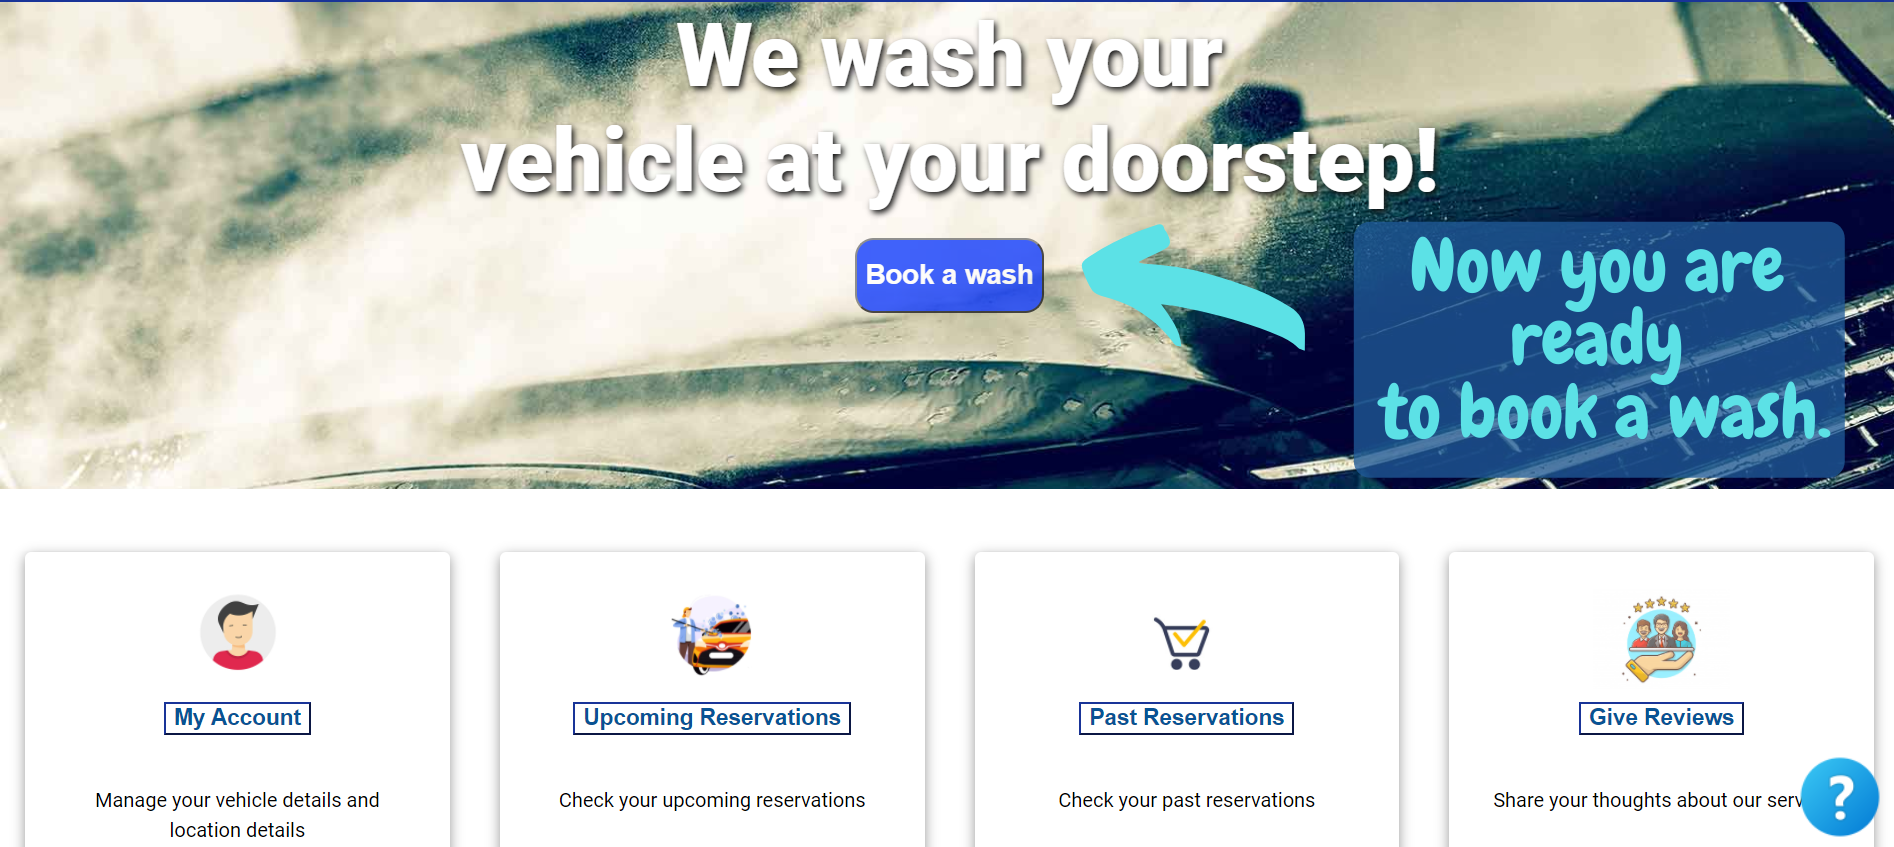 We wash your
vehicle at your doorstep!
Book a wash
Now you are
ready
to book a wash.
My Account
Upcoming Reservations
Past Reservations
Give Reviews
Manage your vehicle details and
location details
Check your upcoming reservations
Check your past reservations
Share your thoughts about our
?